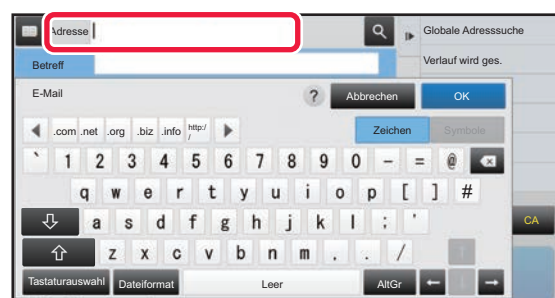 Adresse
Globale Adresssuche
Betreff
Verlauf wird ges.
E-Mail
? Abbrechen OK
.com .net .org .biz .info http:/
/
Zeichen Symbole
` 1 2 3 4 5 6 7 8 9 0 - = @
q w e r t y u i o p [ ] #
a s d f g h j k l ; '
CA
z x c v b n m . . /
Tastaturauswahl Dateiformat Leer AltGr